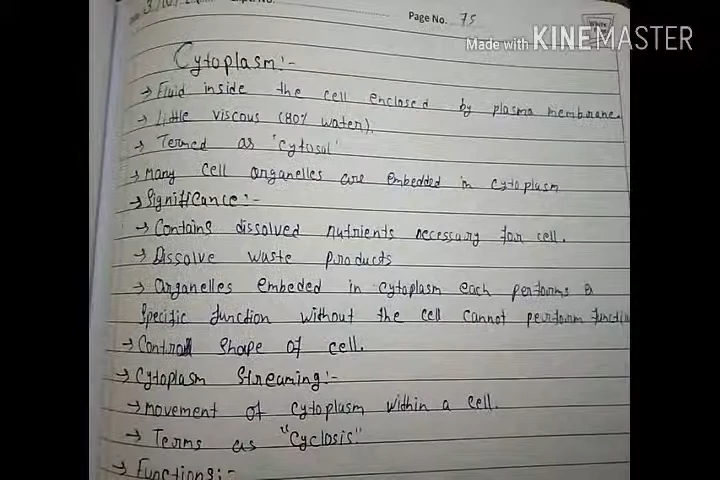 Page No. 75
Made with KINEMASTER
Cytoplasm :-
→ Fluid inside the cell enclosed by plasma membrane.
→ Little viscous (80% water).
→ Termed as "cytosol"
→ Many cell organelles are embedded in cytoplasm
→ Significance :-
→ Contains dissolved nutrients necessary for cell.
→ Dissolve waste products
→ Organelles embeded in cytoplasm each performs a
specific function without the cell cannot perform function
→ Control shape of cell.
→ Cytoplasm Streaming :-
→ Movement of cytoplasm within a cell.
→ Terms as "Cyclosis"
→ Functions :-